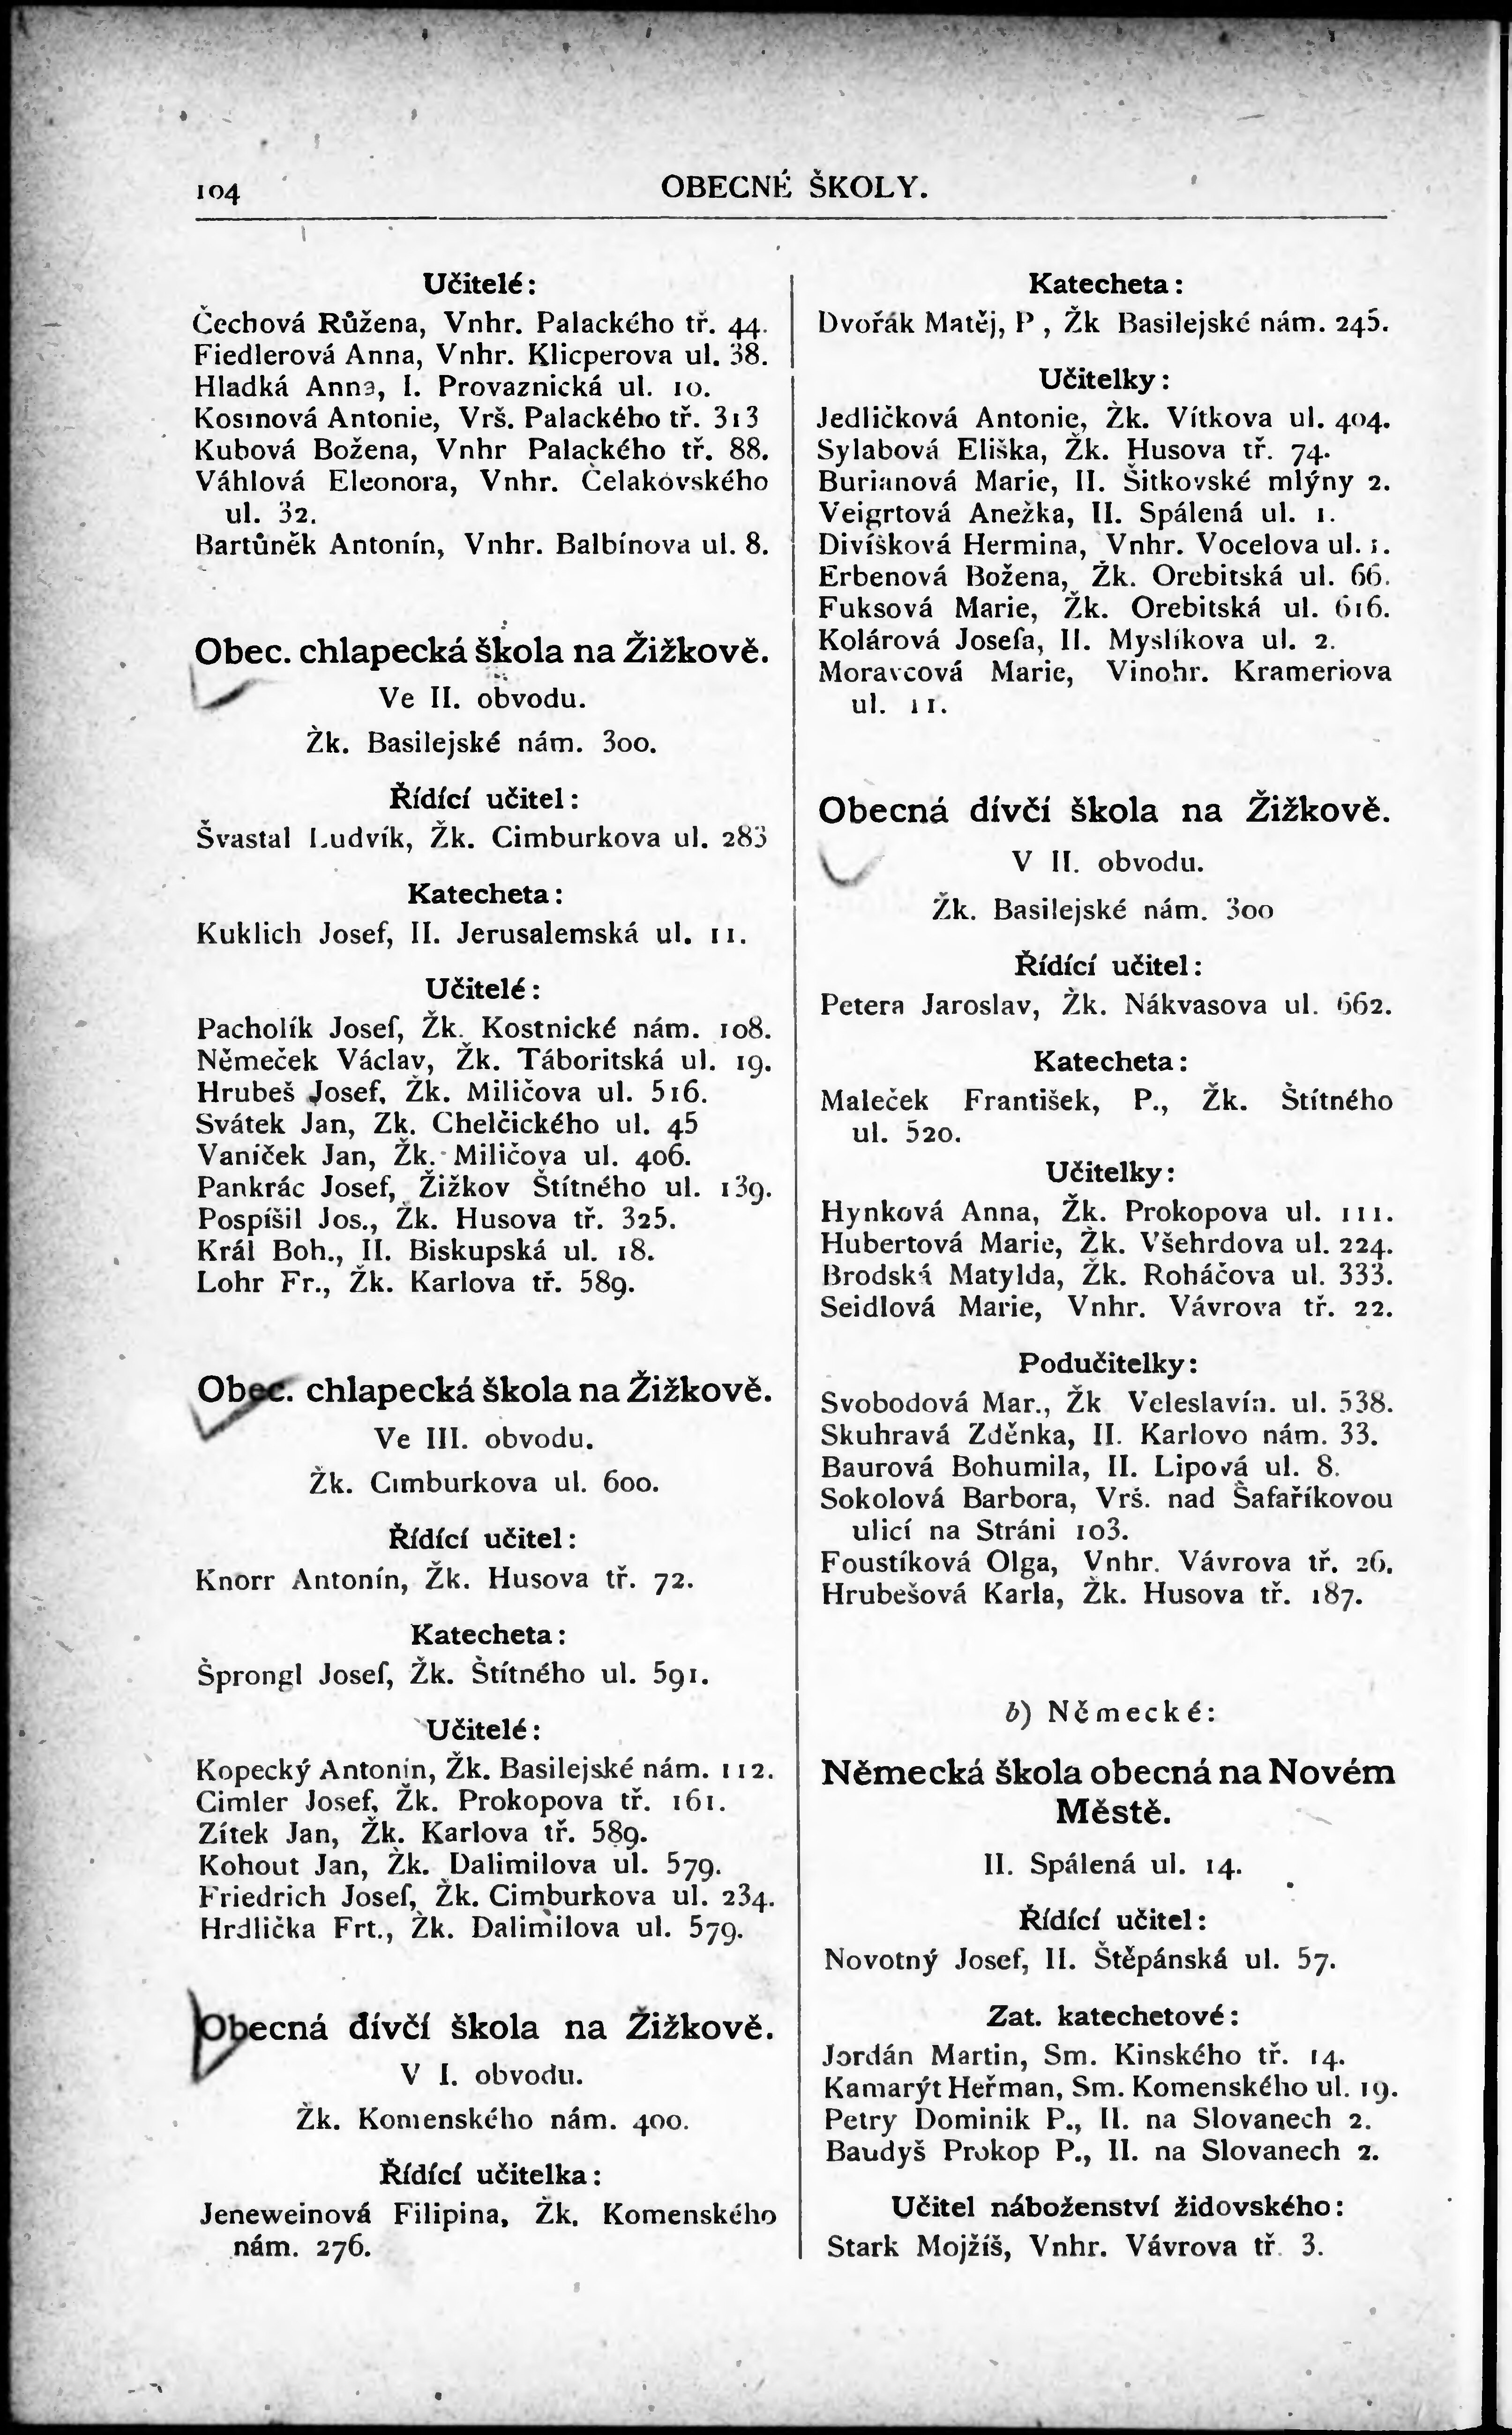 104
OBECNÉ ŠKOLY.
Učitelé:
Čechová Růžena, Vnhr. Palackého tř. 44.
Fiedlerová Anna, Vnhr. Klicperova ul. 38.
Hladká Anna, I. Provaznická ul. 10.
Kosinová Antonie, Vrš. Palackého tř. 313
Kubová Božena, Vnhr Palackého tř. 88.
Váhlová Eleonora, Vnhr. Čelakovského
ul. 32.
Bartůněk Antonín, Vnhr. Balbínova ul. 8.
Obec. chlapecká škola na Žižkově.
Ve II. obvodu.
Žk. Basilejské nám. 300.
Řídící učitel:
Švastal Ludvík, Žk. Cimburkova ul. 283
Katecheta:
Kuklich Josef, II. Jerusalemská ul. 11.
Učitelé:
Pacholík Josef, Žk. Kostnické nám. 108.
Němeček Václav, Žk. Táboritská ul. 19.
Hrubeš Josef, Žk. Miličova ul. 516.
Svátek Jan, Zk. Chelčického ul. 45
Vaníček Jan, Žk. Miličova ul. 406.
Pankrác Josef, Žižkov Štítného ul. 139.
Pospíšil Jos., Žk. Husova tř. 325.
Král Boh., II. Biskupská ul. 18.
Lohr Fr., Žk. Karlova tř. 589.
Obec. chlapecká škola na Žižkově.
Ve III. obvodu.
Žk. Cimburkova ul. 600.
Řídící učitel:
Knorr Antonín, Žk. Husova tř. 72.
Katecheta:
Šprongl Josef, Žk. Štítného ul. 591.
Učitelé:
Kopecký Antonín, Žk. Basilejské nám. 112.
Cimler Josef, Žk. Prokopova tř. 161.
Zítek Jan, Žk. Karlova tř. 589.
Kohout Jan, Žk. Dalimilova ul. 579.
Friedrich Josef, Žk. Cimburkova ul. 234.
Hrdlička Frt., Žk. Dalimilova ul. 579.
Obecná dívčí škola na Žižkově.
V I. obvodu.
Žk. Komenského nám. 400.
Řídící učitelka:
Jeneweinová Filipina, Žk. Komenského
nám. 276.
Katecheta:
Dvořák Matěj, P , Žk Basilejské nám. 245.
Učitelky:
Jedličková Antonie, Žk. Vítkova ul. 404.
Sylabová Eliška, Žk. Husova tř. 74.
Burianová Marie, II. Šitkovské mlýny 2.
Veigrtová Anežka, II. Spálená ul. 1.
Divíšková Hermina, Vnhr. Vocelova ul. 1.
Erbenová Božena, Žk. Orebitská ul. 66.
Fuksová Marie, Žk. Orebitská ul. 616.
Kolárová Josefa, II. Myslíkova ul. 2.
Moravcová Marie, Vinohr. Krameriova
ul. 11.
Obecná dívčí škola na Žižkově.
V II. obvodu.
Žk. Basilejské nám. 300
Řídící učitel:
Petera Jaroslav, Žk. Nákvasova ul. 662.
Katecheta:
Maleček František, P., Žk. Štítného
ul. 520.
Učitelky:
Hynková Anna, Žk. Prokopova ul. 111.
Hubertová Marie, Žk. Všehrdova ul. 224.
Brodská Matylda, Žk. Roháčova ul. 333.
Seidlová Marie, Vnhr. Vávrova tř. 22.
Podučitelky:
Svobodová Mar., Žk Veleslavín. ul. 538.
Skuhravá Zděnka, II. Karlovo nám. 33.
Baurová Bohumila, II. Lipová ul. 8.
Sokolová Barbora, Vrš. nad Šafaříkovou
ulicí na Stráni 103.
Foustíková Olga, Vnhr. Vávrova tř. 26.
Hrubešová Karla, Žk. Husova tř. 187.
b) Německé:
Německá škola obecná na Novém
Městě.
II. Spálená ul. 14.
Řídící učitel:
Novotný Josef, II. Štěpánská ul. 57.
Zat. katechetové:
Jordán Martin, Sm. Kinského tř. 14.
Kamarýt Heřman, Sm. Komenského ul. 19.
Petry Dominik P., II. na Slovanech 2.
Baudyš Prokop P., II. na Slovanech 2.
Učitel náboženství židovského:
Stark Mojžíš, Vnhr. Vávrova tř. 3.